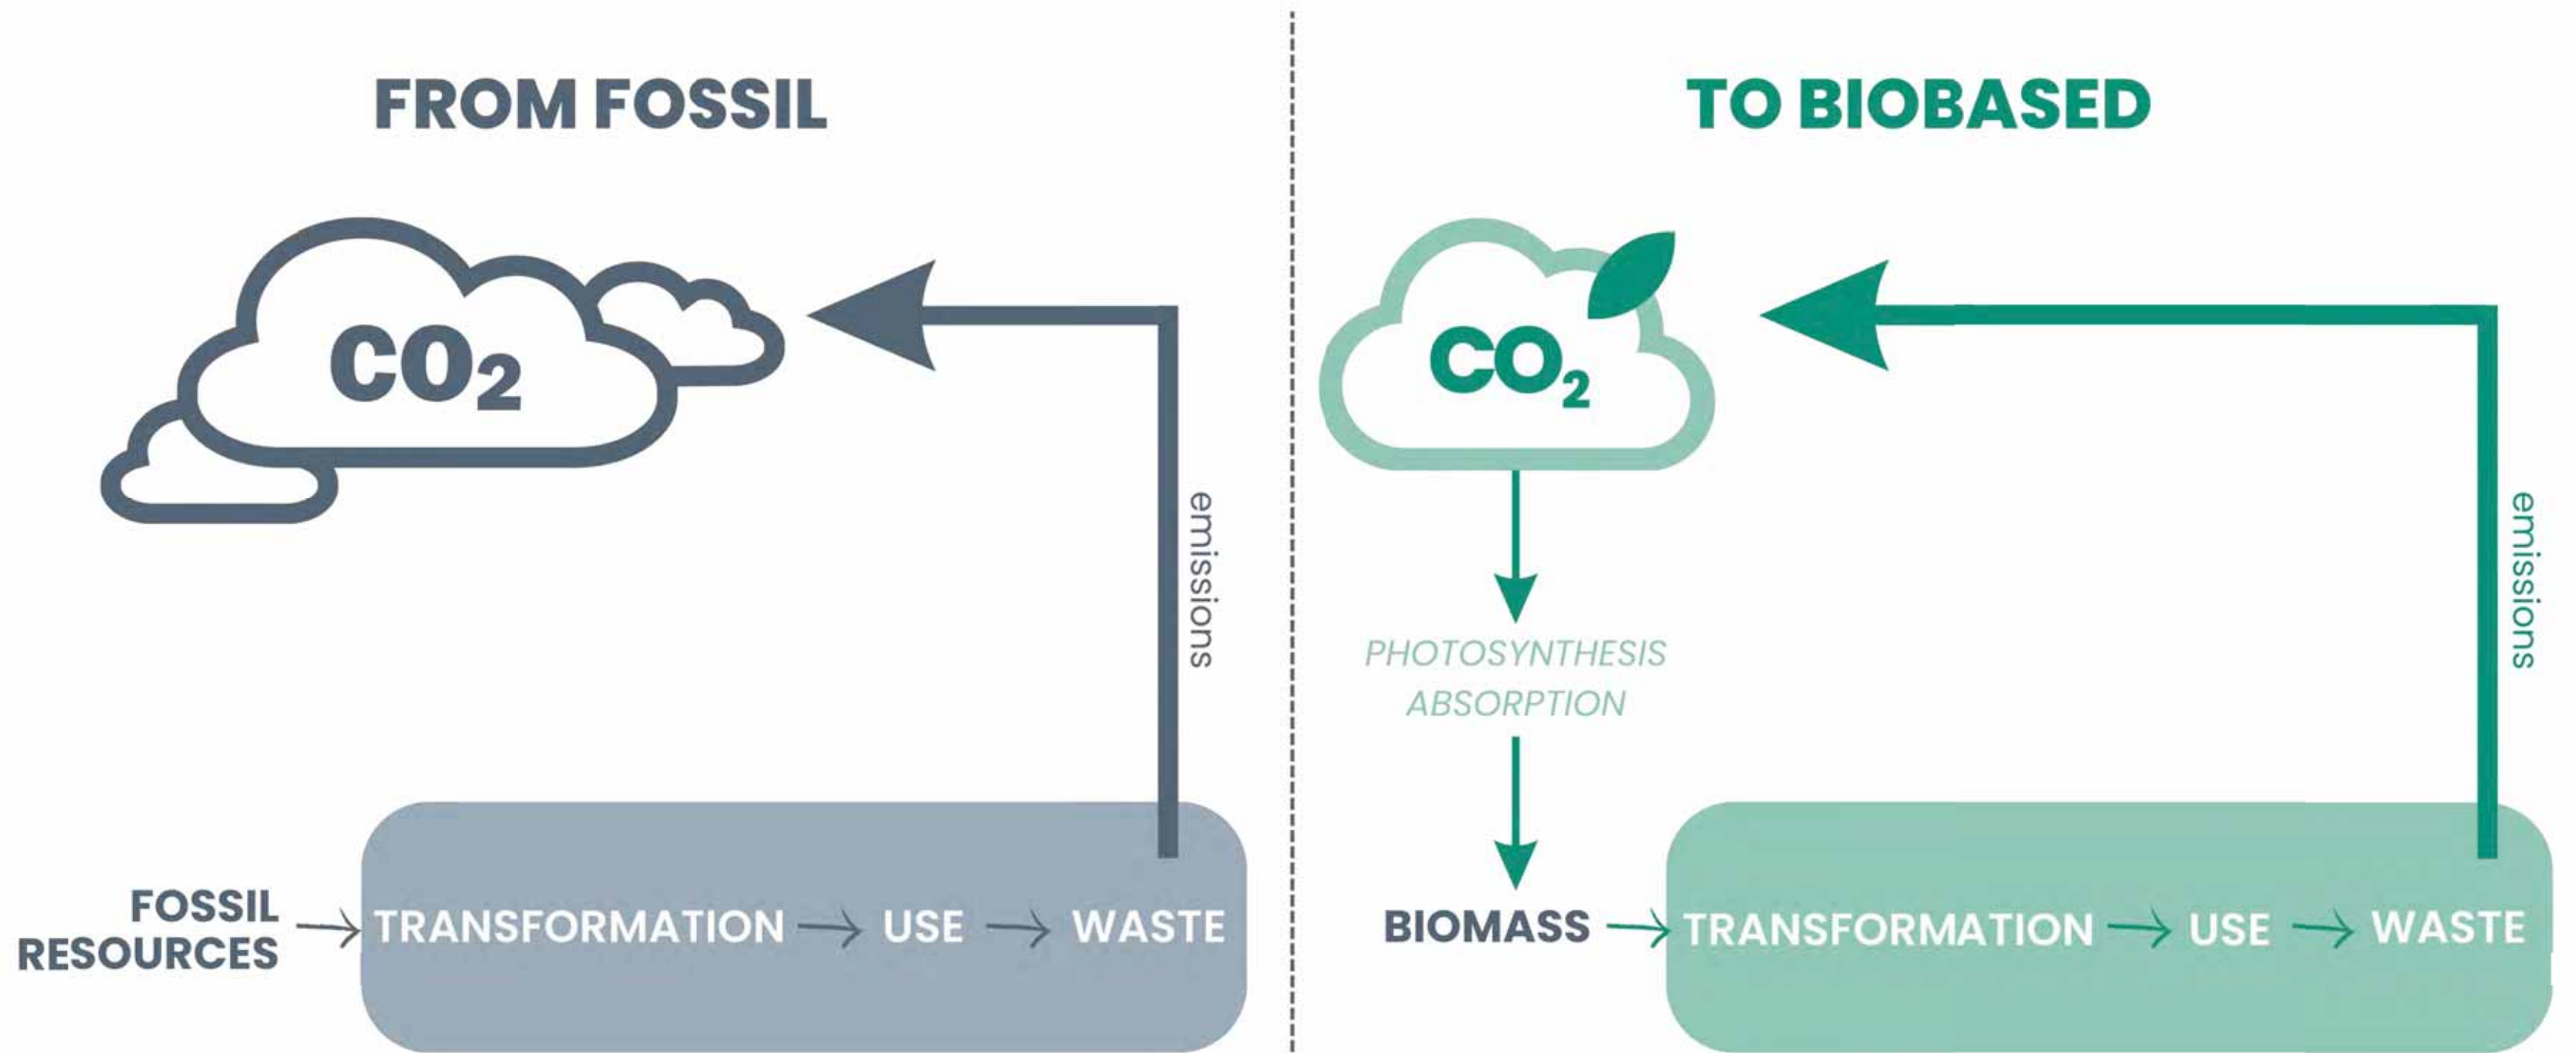 FROM FOSSIL
CO₂
emissions
FOSSIL
RESOURCES
TRANSFORMATION
USE
WASTE
TO BIOBASED
CO₂
emissions
PHOTOSYNTHESIS
ABSORPTION
BIOMASS
TRANSFORMATION
USE
WASTE